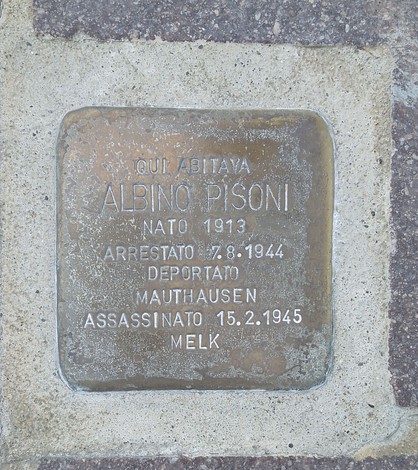 QUI ABITAVA
ALBINO PISONI
NATO 1913
ARRESTATO 7.8.1944
DEPORTATO
MAUTHAUSEN
ASSASSINATO 15.2.1945
MELK